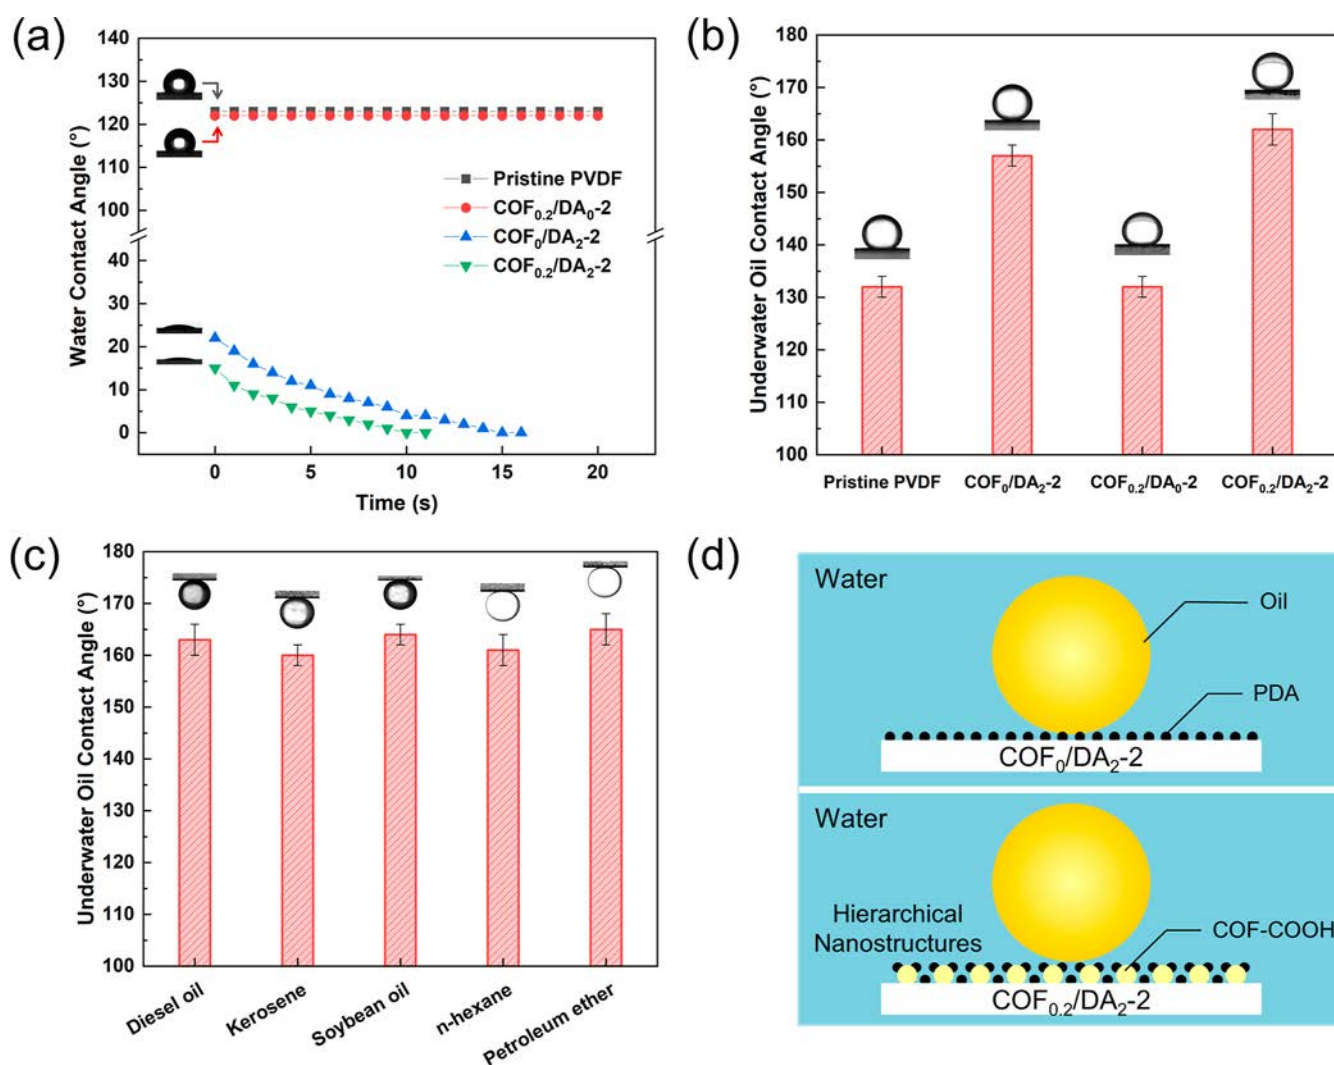 (a)
140
130
120
110
100
40
30
20
10
0
Water Contact Angle (°)
Pristine PVDF
COF₀.₂/DA₀-2
COF₀/DA₂-2
COF₀.₂/DA₂-2
0 5 10 15 20
Time (s)
(b)
180
170
160
150
140
130
120
110
100
Underwater Oil Contact Angle (°)
Pristine PVDF COF₀/DA₂-2 COF₀.₂/DA₀-2 COF₀.₂/DA₂-2
(c)
180
170
160
150
140
130
120
110
100
Underwater Oil Contact Angle (°)
Diesel oil
Kerosene
Soybean oil
n-hexane
Petroleum ether
(d)
Water
Oil
PDA
COF₀/DA₂-2
Water
Hierarchical
Nanostructures
COF-COOH
COF₀.₂/DA₂-2